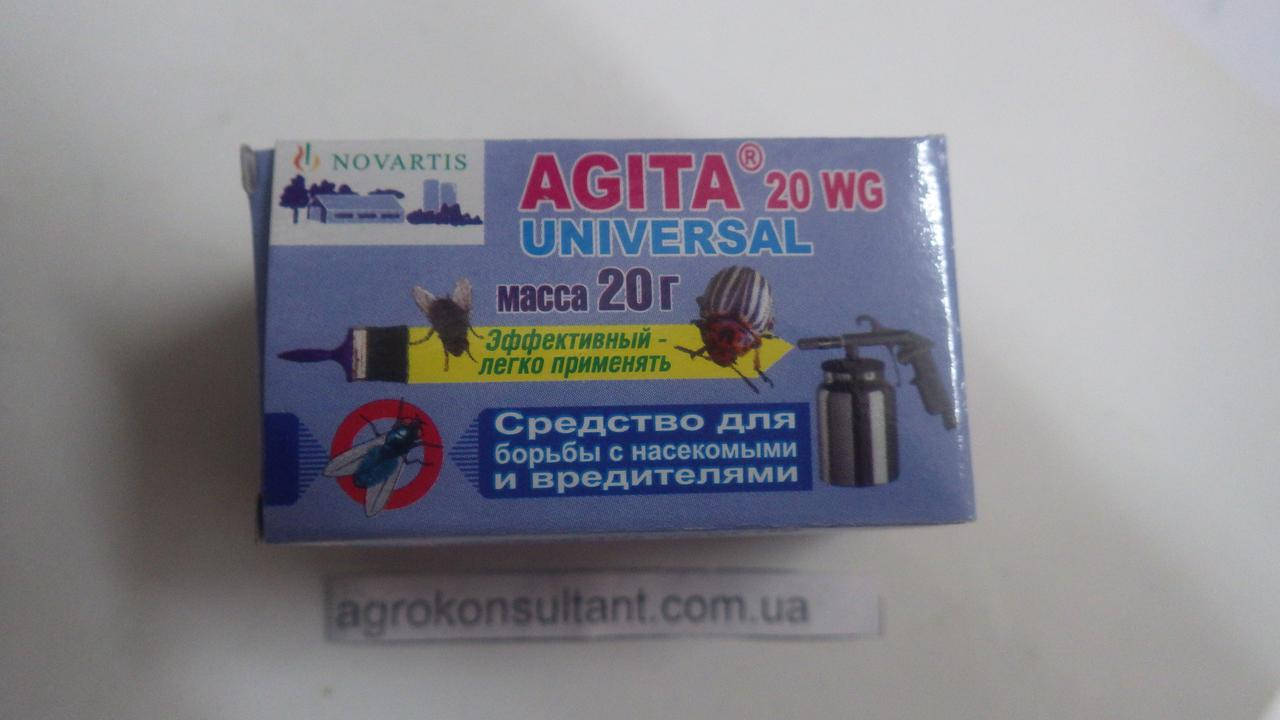 NOVARTIS
AGITA® 20 WG
UNIVERSAL
масса 20 г
Эффективный -
легко применять
Средство для
борьбы с насекомыми
и вредителями
agrokonsultant.com.ua